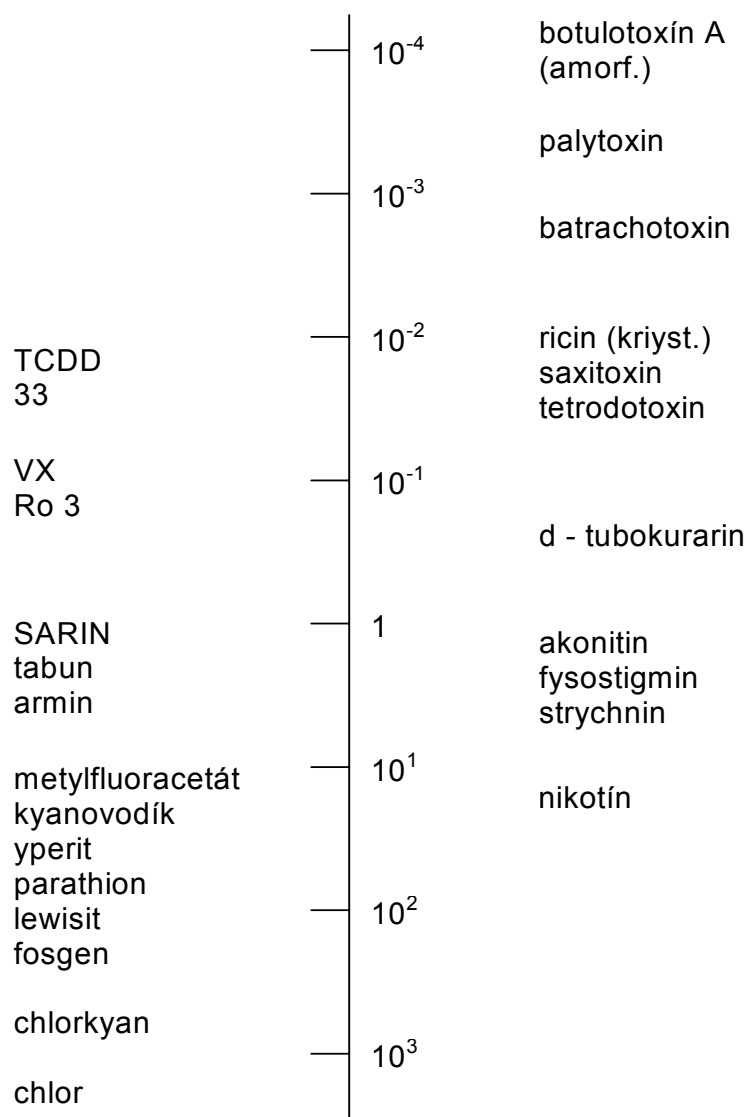 10⁻⁴
botulotoxín A
(amorf.)
palytoxin
10⁻³
batrachotoxin
10⁻²
ricin (kriyst.)
TCDD
saxitoxin
33
tetrodotoxin
VX
10⁻¹
Ro 3
d - tubokurarin
1
SARIN
akonitin
tabun
fysostigmin
armin
strychnin
10¹
metylfluoracetát
nikotín
kyanovodík
yperit
parathion
lewisit
10²
fosgen
chlorkyan
10³
chlor